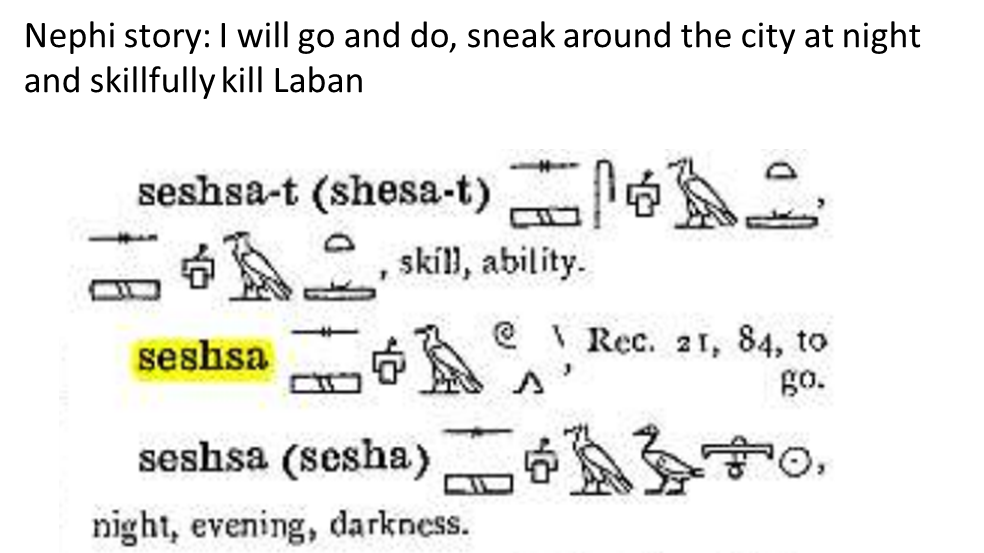 Nephi story: I will go and do, sneak around the city at night
and skillfully kill Laban
seshsa-t (shesa-t)
, skill, ability.
seshsa Rec. 21, 84, to
go.
seshsa (sesha)
night, evening, darkness.